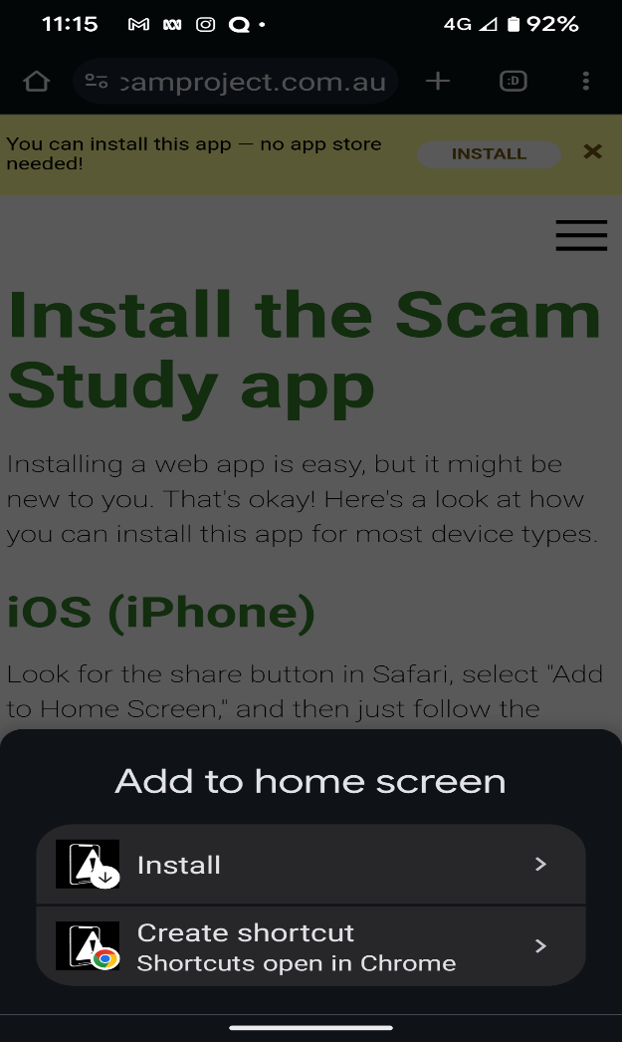 11:15
4G
92%
camproject.com.au
:D
You can install this app — no app store
needed!
INSTALL
Install the Scam
Study app
Installing a web app is easy, but it might be
new to you. That's okay! Here's a look at how
you can install this app for most device types.
iOS (iPhone)
Look for the share button in Safari, select "Add
to Home Screen," and then just follow the
Add to home screen
Install
Create shortcut
Shortcuts open in Chrome